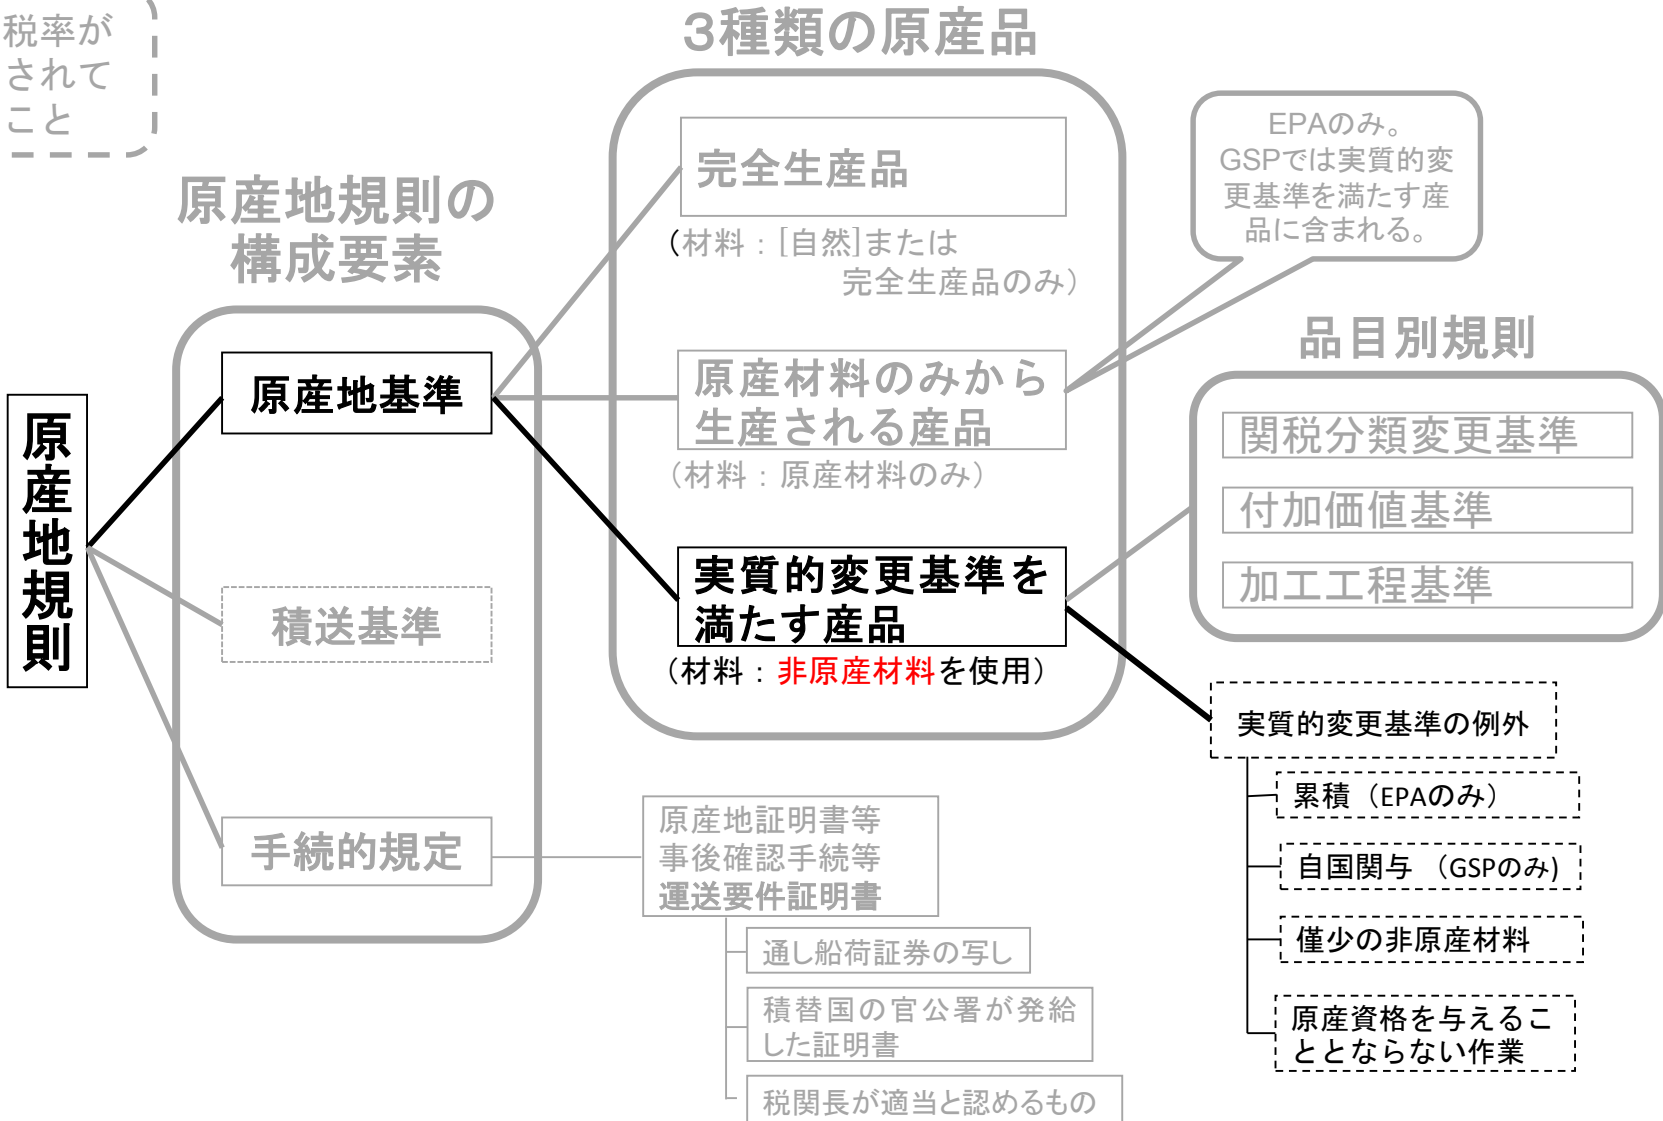 税率が
されて
こと
3種類の原産品
原産地規則の
構成要素
原産地規則
原産地基準
積送基準
手続的規定
完全生産品
(材料：[自然]または
完全生産品のみ）
原産材料のみから
生産される産品
（材料：原産材料のみ）
実質的変更基準を
満たす産品
（材料：非原産材料を使用）
EPAのみ。
GSPでは実質的変
更基準を満たす産
品に含まれる。
品目別規則
関税分類変更基準
付加価値基準
加工工程基準
実質的変更基準の例外
累積（EPAのみ）
自国関与（GSPのみ)
僅少の非原産材料
原産資格を与えるこ
ととならない作業
原産地証明書等
事後確認手続等
運送要件証明書
通し船荷証券の写し
積替国の官公署が発給
した証明書
税関長が適当と認めるもの